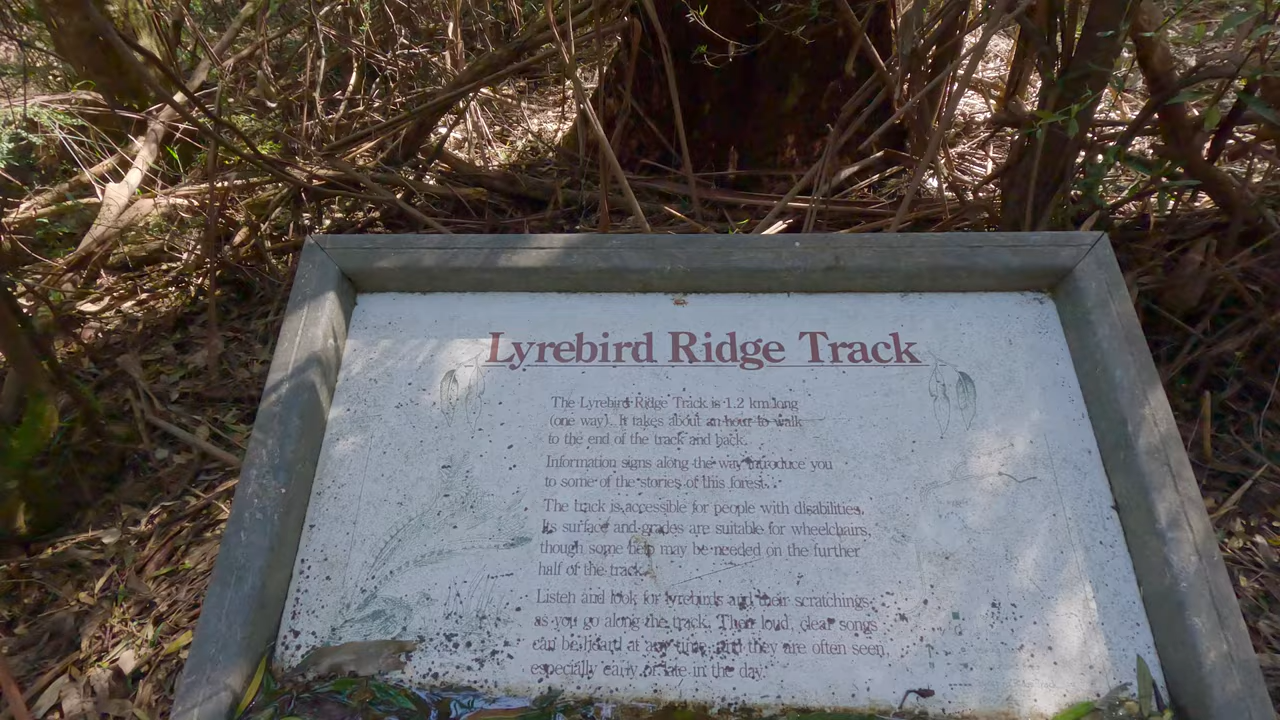 Lyrebird Ridge Track
The Lyrebird Ridge Track is 1.2 km long
(one way). It takes about an hour to walk
to the end of the track and back.
Information signs along the way introduce you
to some of the stories of this forest.
The track is accessible for people with disabilities.
Its surface and grades are suitable for wheelchairs,
though some help may be needed on the further
half of the track.
Listen and look for lyrebirds and their scratchings
as you go along the track. Their loud, clear songs
can be heard at any time, and they are often seen,
especially early or late in the day.